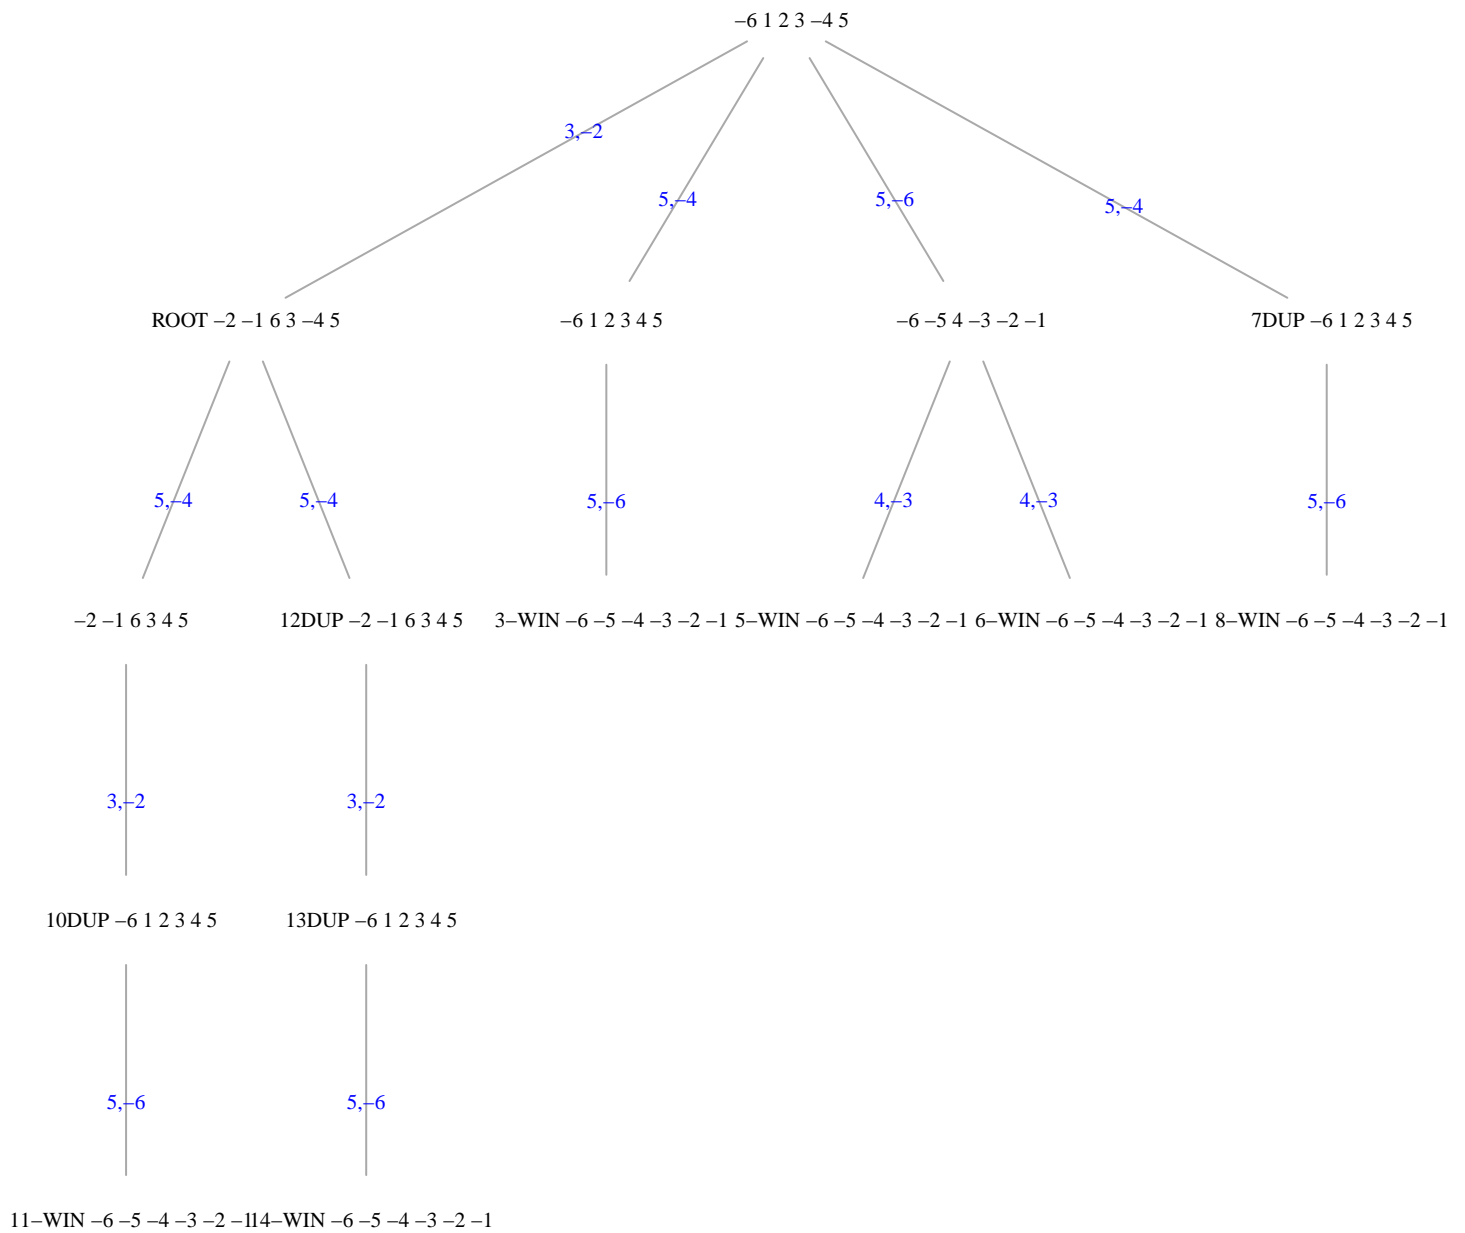 −6 1 2 3 −4 5
3,−2
5,−4
5,−6
5,−4
ROOT −2 −1 6 3 −4 5
−6 1 2 3 4 5
−6 −5 4 −3 −2 −1
7DUP −6 1 2 3 4 5
5,−4
5,−4
5,−6
4,−3
4,−3
5,−6
−2 −1 6 3 4 5
12DUP −2 −1 6 3 4 5
3−WIN −6 −5 −4 −3 −2 −1
5−WIN −6 −5 −4 −3 −2 −1
6−WIN −6 −5 −4 −3 −2 −1
8−WIN −6 −5 −4 −3 −2 −1
3,−2
3,−2
10DUP −6 1 2 3 4 5
13DUP −6 1 2 3 4 5
5,−6
5,−6
11−WIN −6 −5 −4 −3 −2 −1
14−WIN −6 −5 −4 −3 −2 −1